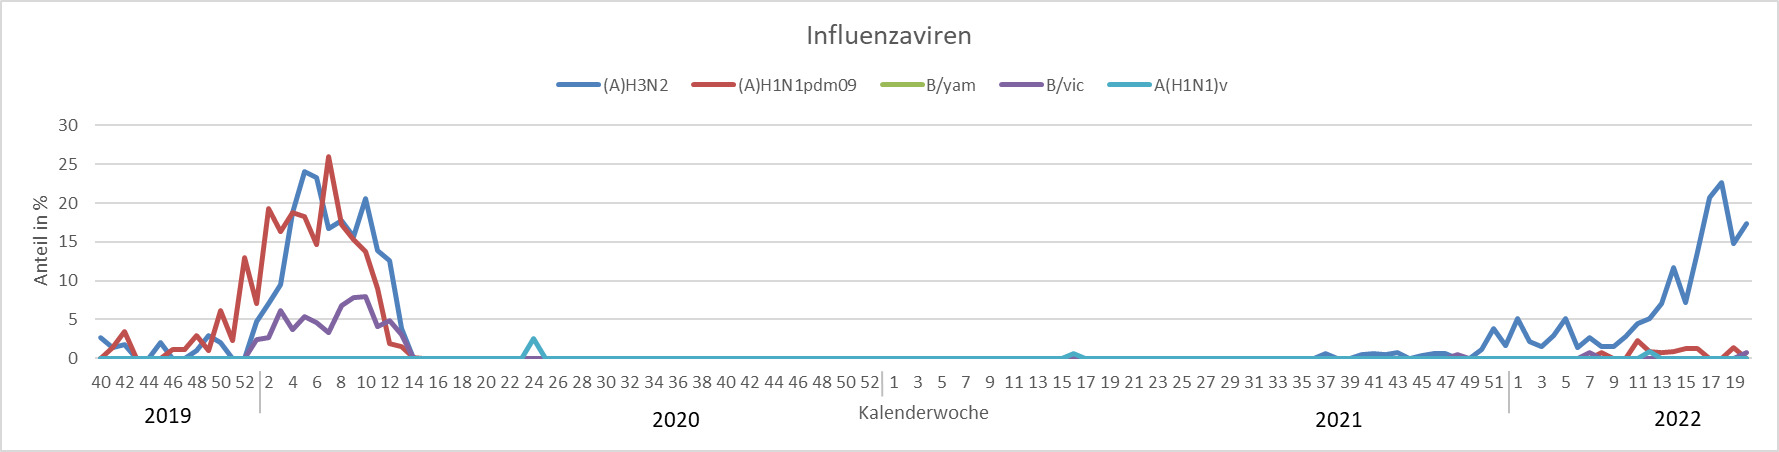 Influenzaviren
(A)H3N2 (A)H1N1pdm09 B/yam B/vic A(H1N1)v
Anteil in %
30
25
20
15
10
5
0
40 42 44 46 48 50 52 2 4 6 8 10 12 14 16 18 20 22 24 26 28 30 32 34 36 38 40 42 44 46 48 50 52 1 3 5 7 9 11 13 15 17 19 21 23 25 27 29 31 33 35 37 39 41 43 45 47 49 51 1 3 5 7 9 11 13 15 17 19
2019 2020 Kalenderwoche 2021 2022